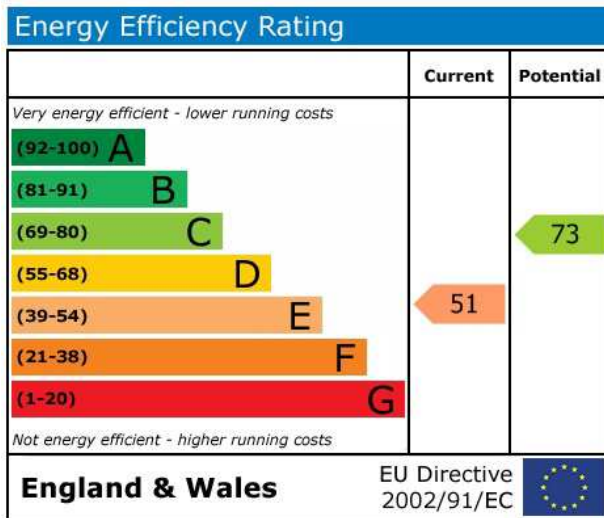 Energy Efficiency Rating
Current Potential
Very energy efficient - lower running costs
(92-100) A
(81-91) B
(69-80) C
73
(55-68) D
(39-54) E
51
(21-38) F
(1-20) G
Not energy efficient - higher running costs
England & Wales
EU Directive
2002/91/EC